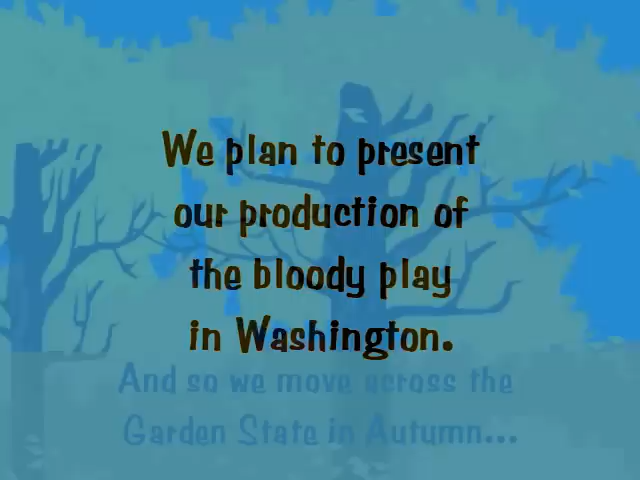 We plan to present
our production of
the bloody play
in Washington.
And so we move across the
Garden State in Autumn...